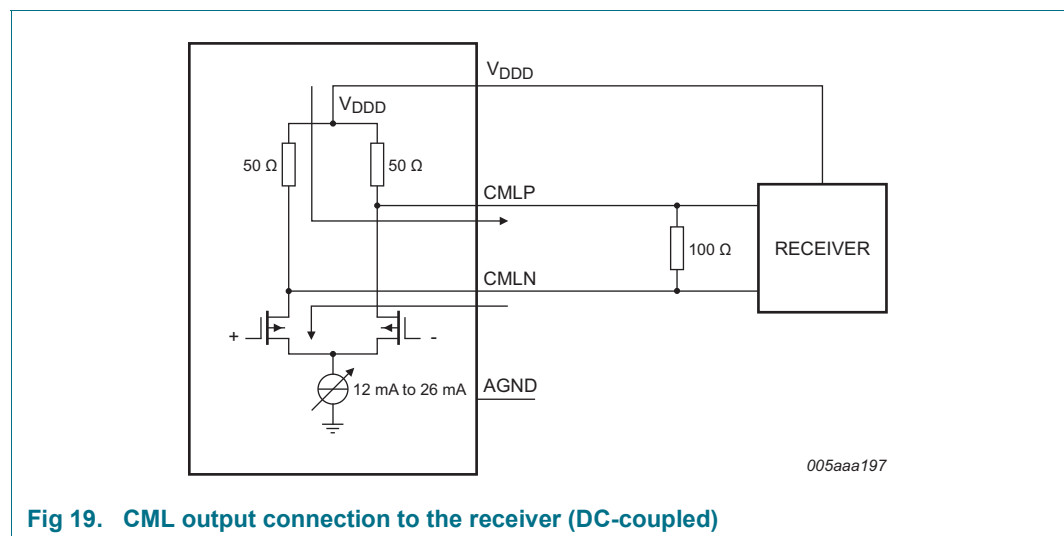 VDDD
VDDD
50 Ω
50 Ω
CMLP
100 Ω
RECEIVER
CMLN
+
-
12 mA to 26 mA
AGND
005aaa197
Fig 19. CML output connection to the receiver (DC-coupled)